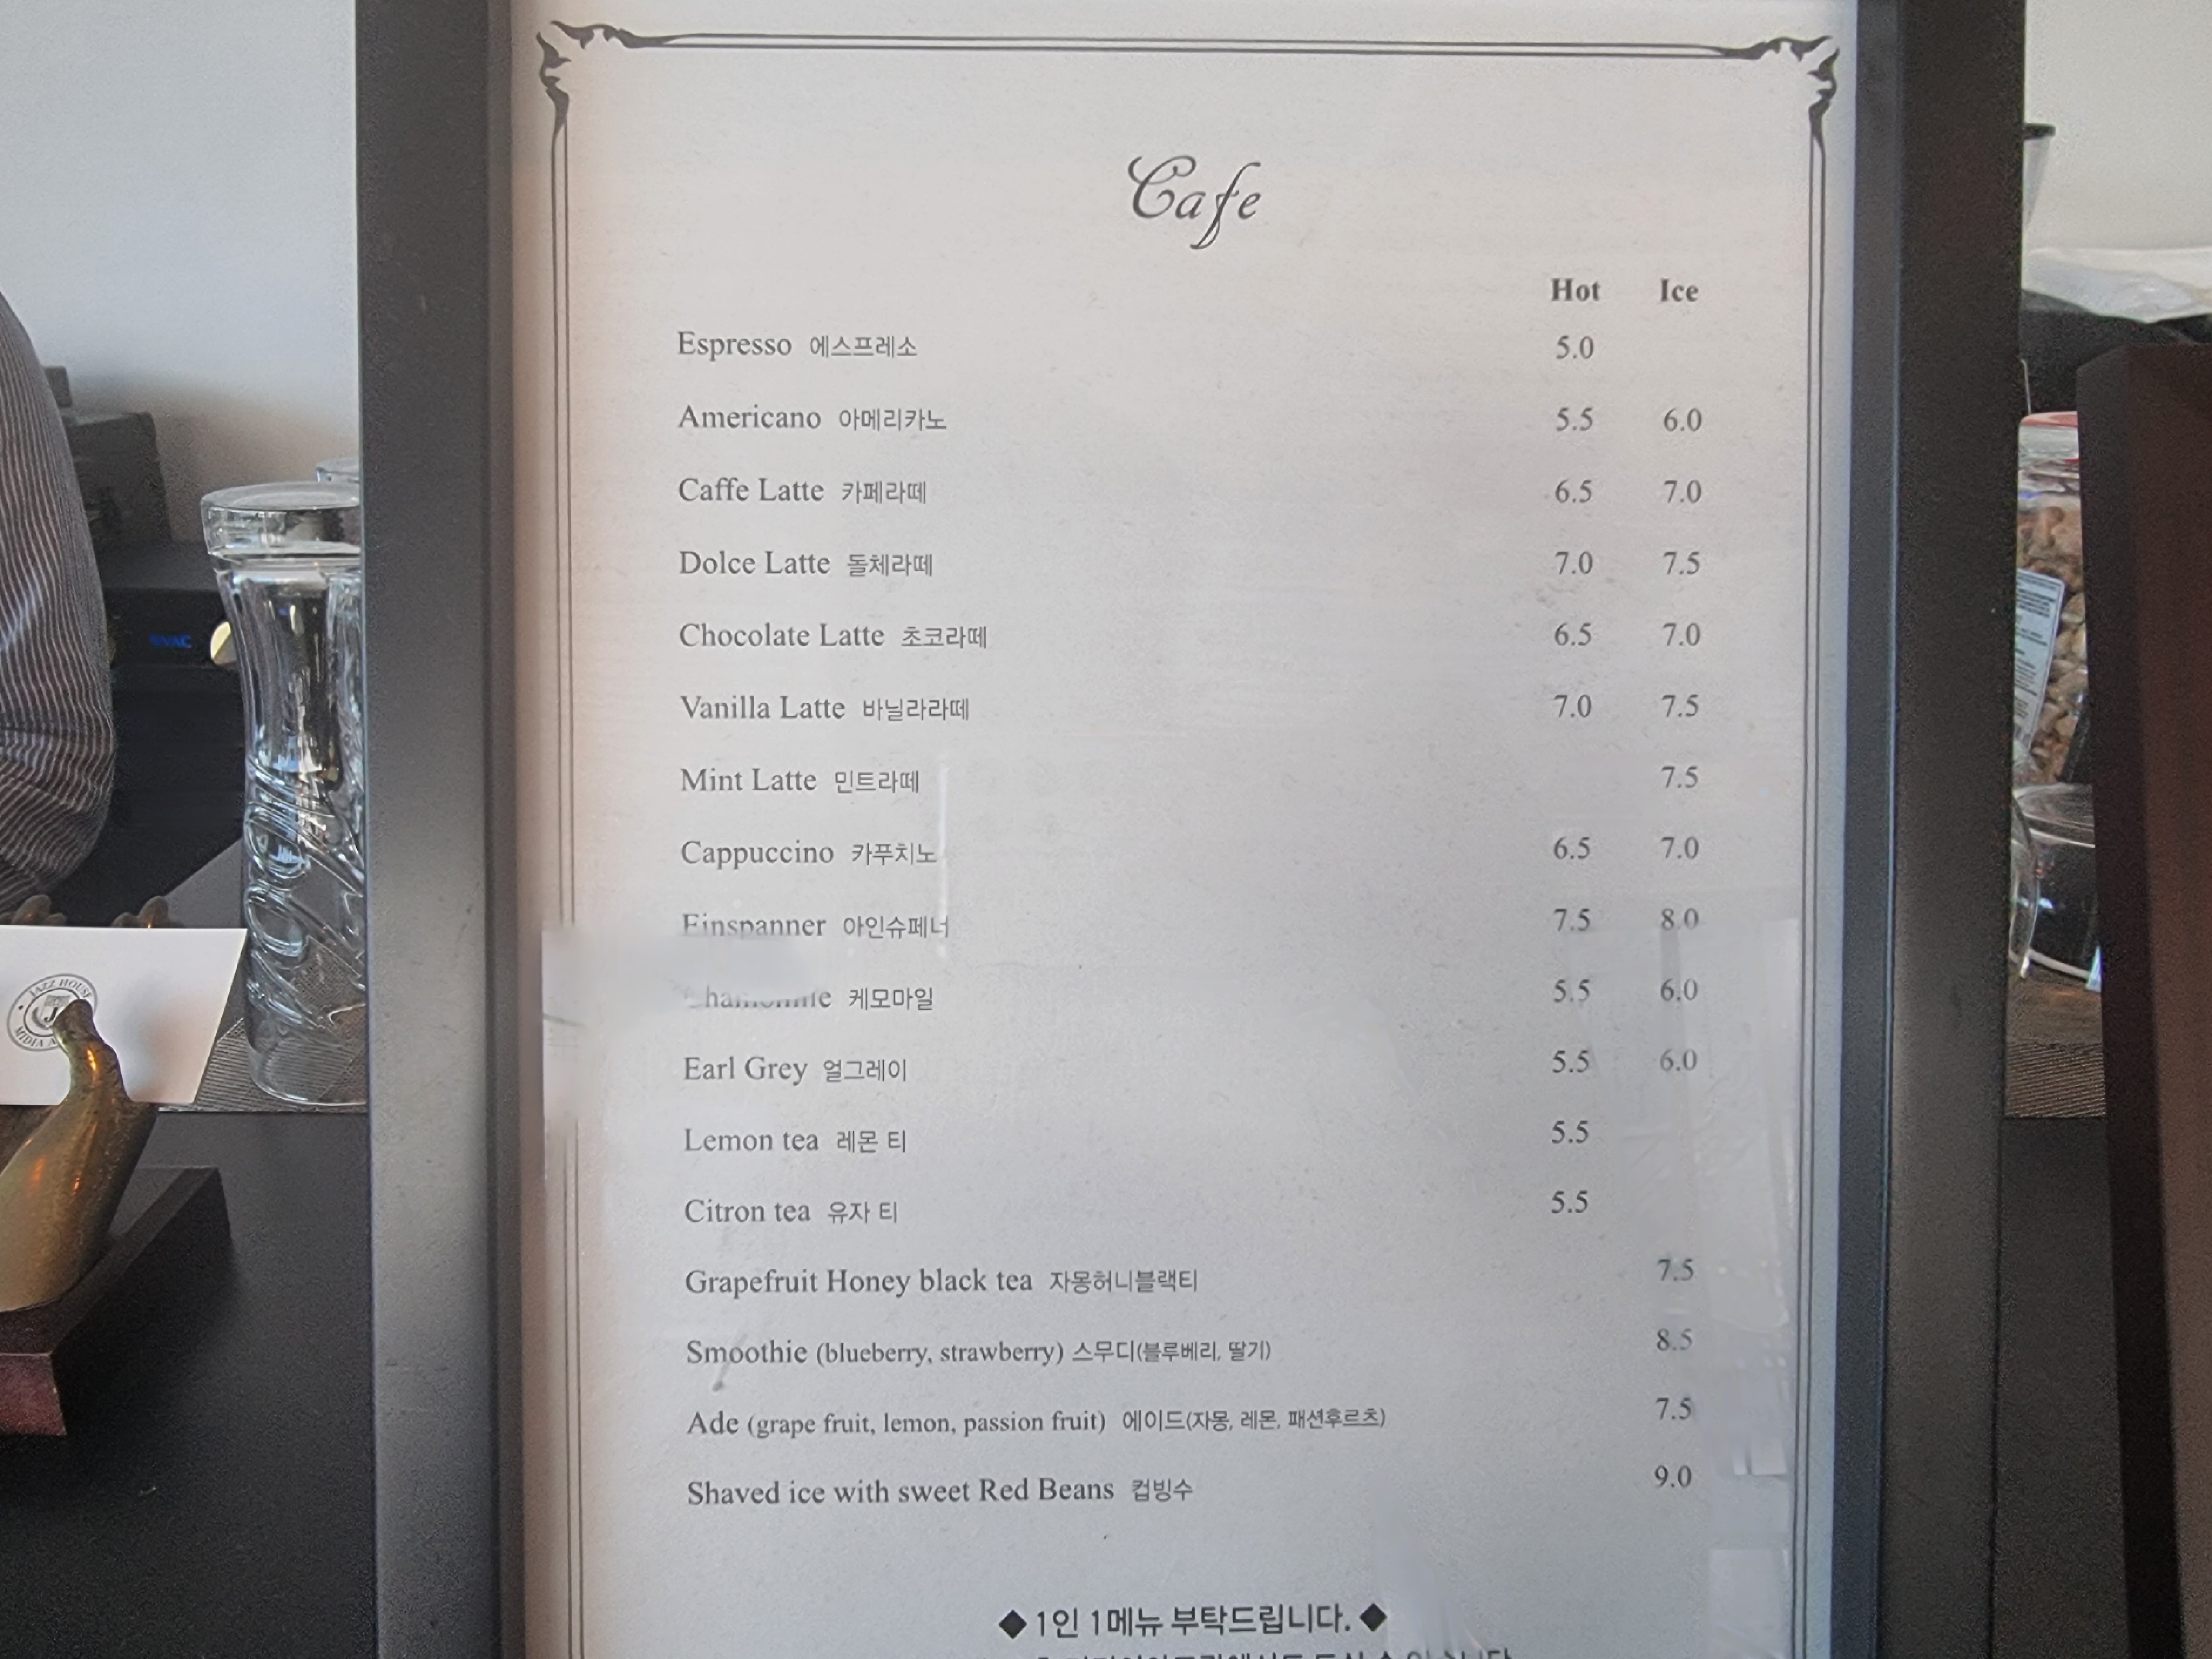 Cafe
Hot Ice
Espresso 에스프레소 5.0
Americano 아메리카노 5.5 6.0
Caffe Latte 카페라떼 6.5 7.0
Dolce Latte 돌체라떼 7.0 7.5
Chocolate Latte 초코라떼 6.5 7.0
Vanilla Latte 바닐라라떼 7.0 7.5
Mint Latte 민트라떼 7.5
Cappuccino 카푸치노 6.5 7.0
Einspanner 아인슈페너 7.5 8.0
케모마일 5.5 6.0
Earl Grey 얼그레이 5.5 6.0
Lemon tea 레몬 티 5.5
Citron tea 유자 티 5.5
Grapefruit Honey black tea 자몽허니블랙티 7.5
Smoothie (blueberry, strawberry) 스무디(블루베리, 딸기) 8.5
Ade (grape fruit, lemon, passion fruit) 에이드(자몽, 레몬, 패션후르츠) 7.5
Shaved ice with sweet Red Beans 컵빙수 9.0
◆ 1인 1메뉴 부탁드립니다. ◆
JAZZ HOUSE